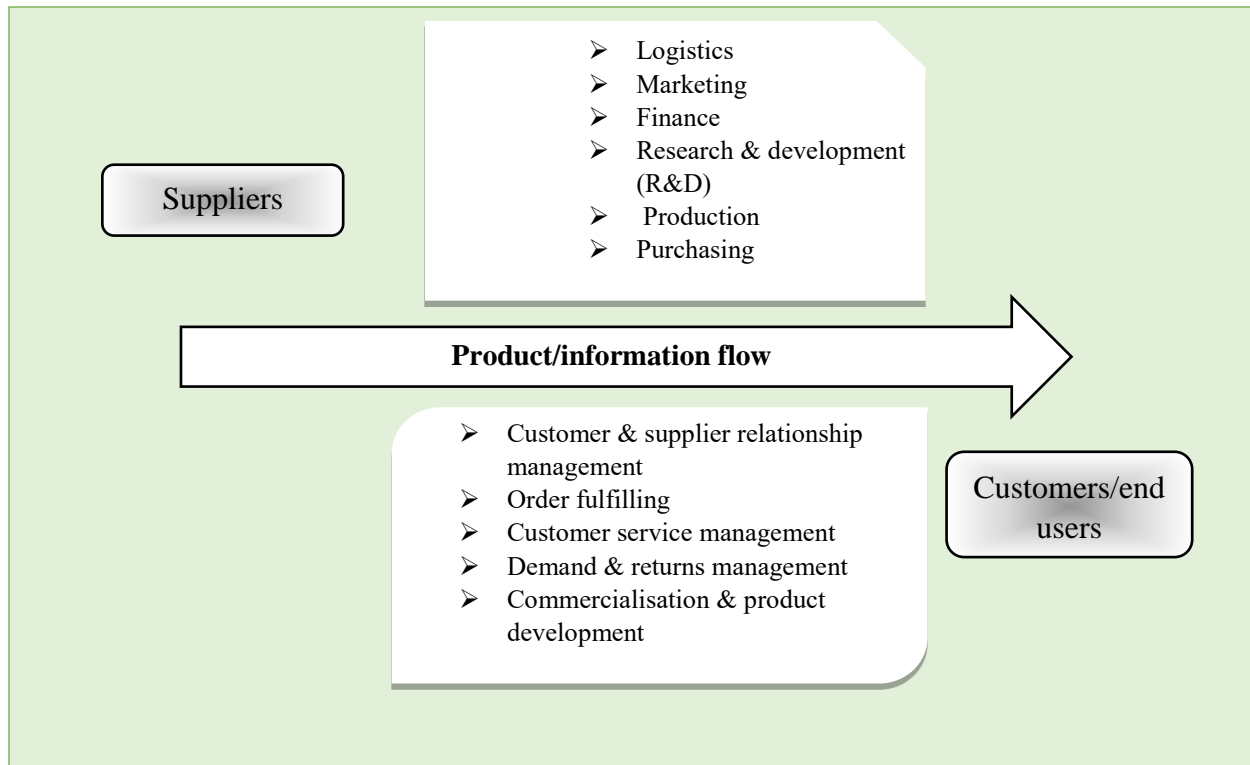 ➢ Logistics
➢ Marketing
➢ Finance
➢ Research & development
(R&D)
➢ Production
➢ Purchasing
Suppliers
Product/information flow
➢ Customer & supplier relationship
management
➢ Order fulfilling
➢ Customer service management
➢ Demand & returns management
➢ Commercialisation & product
development
Customers/end
users